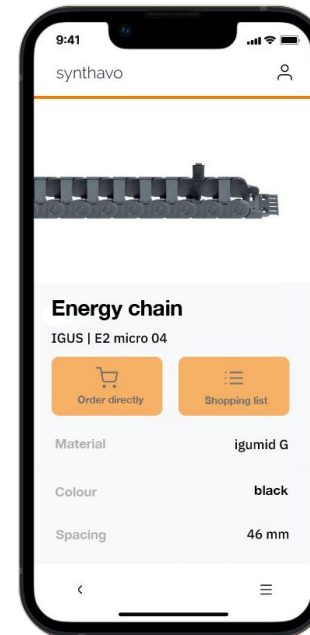 9:41
synthavo
Energy chain
IGUS | E2 micro 04
Order directly
Shopping list
Material igumid G
Colour black
Spacing 46 mm